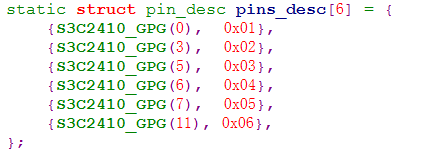 static struct pin_desc pins_desc[6] = {
    {S3C2410_GPG(0),  0x01},
    {S3C2410_GPG(3),  0x02},
    {S3C2410_GPG(5),  0x03},
    {S3C2410_GPG(6),  0x04},
    {S3C2410_GPG(7),  0x05},
    {S3C2410_GPG(11), 0x06},
};